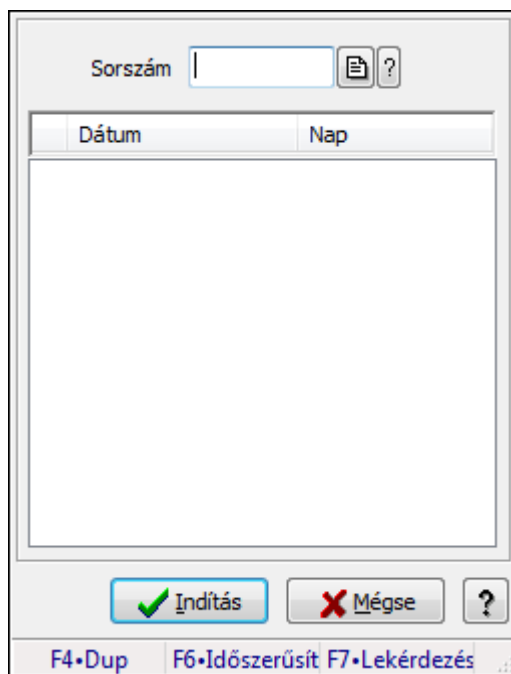 Sorszám ?
Dátum Nap
Indítás Mégse ?
F4•Dup F6•Időszerűsít F7•Lekérdezés